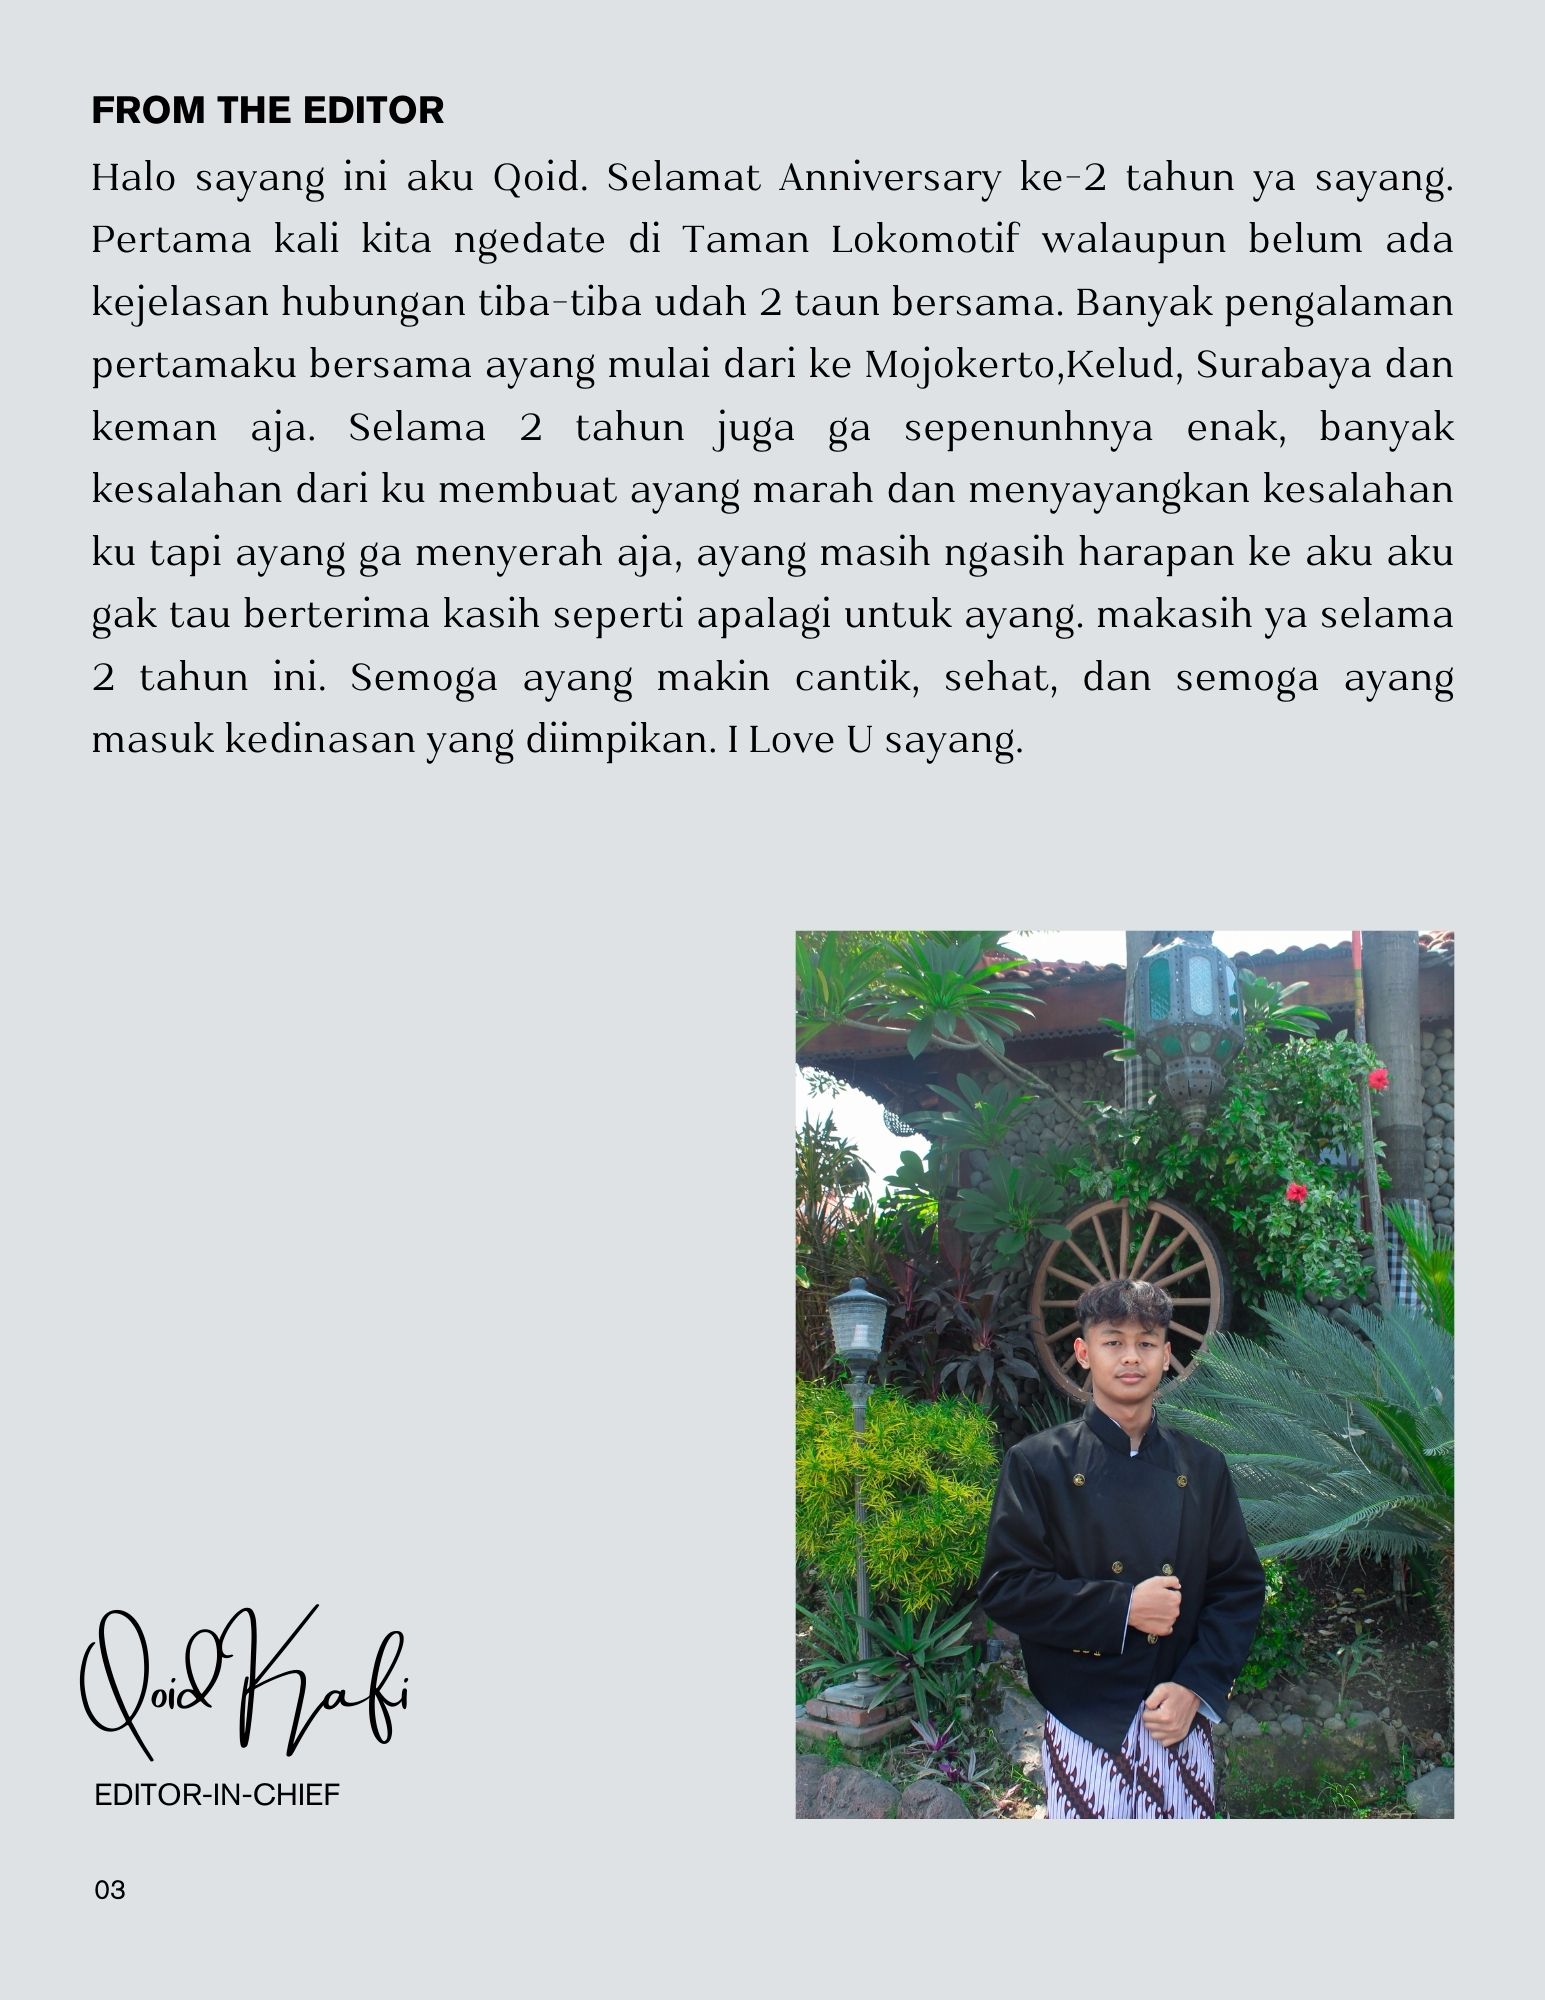 FROM THE EDITOR
Halo sayang ini aku Qoid. Selamat Anniversary ke-2 tahun ya sayang.
Pertama kali kita ngedate di Taman Lokomotif walaupun belum ada
kejelasan hubungan tiba-tiba udah 2 taun bersama. Banyak pengalaman
pertamaku bersama ayang mulai dari ke Mojokerto,Kelud, Surabaya dan
keman aja. Selama 2 tahun juga ga sepenunhnya enak, banyak
kesalahan dari ku membuat ayang marah dan menyayangkan kesalahan
ku tapi ayang ga menyerah aja, ayang masih ngasih harapan ke aku aku
gak tau berterima kasih seperti apalagi untuk ayang. makasih ya selama
2 tahun ini. Semoga ayang makin cantik, sehat, dan semoga ayang
masuk kedinasan yang diimpikan. I Love U sayang.
Qoid Kafi
EDITOR-IN-CHIEF
03